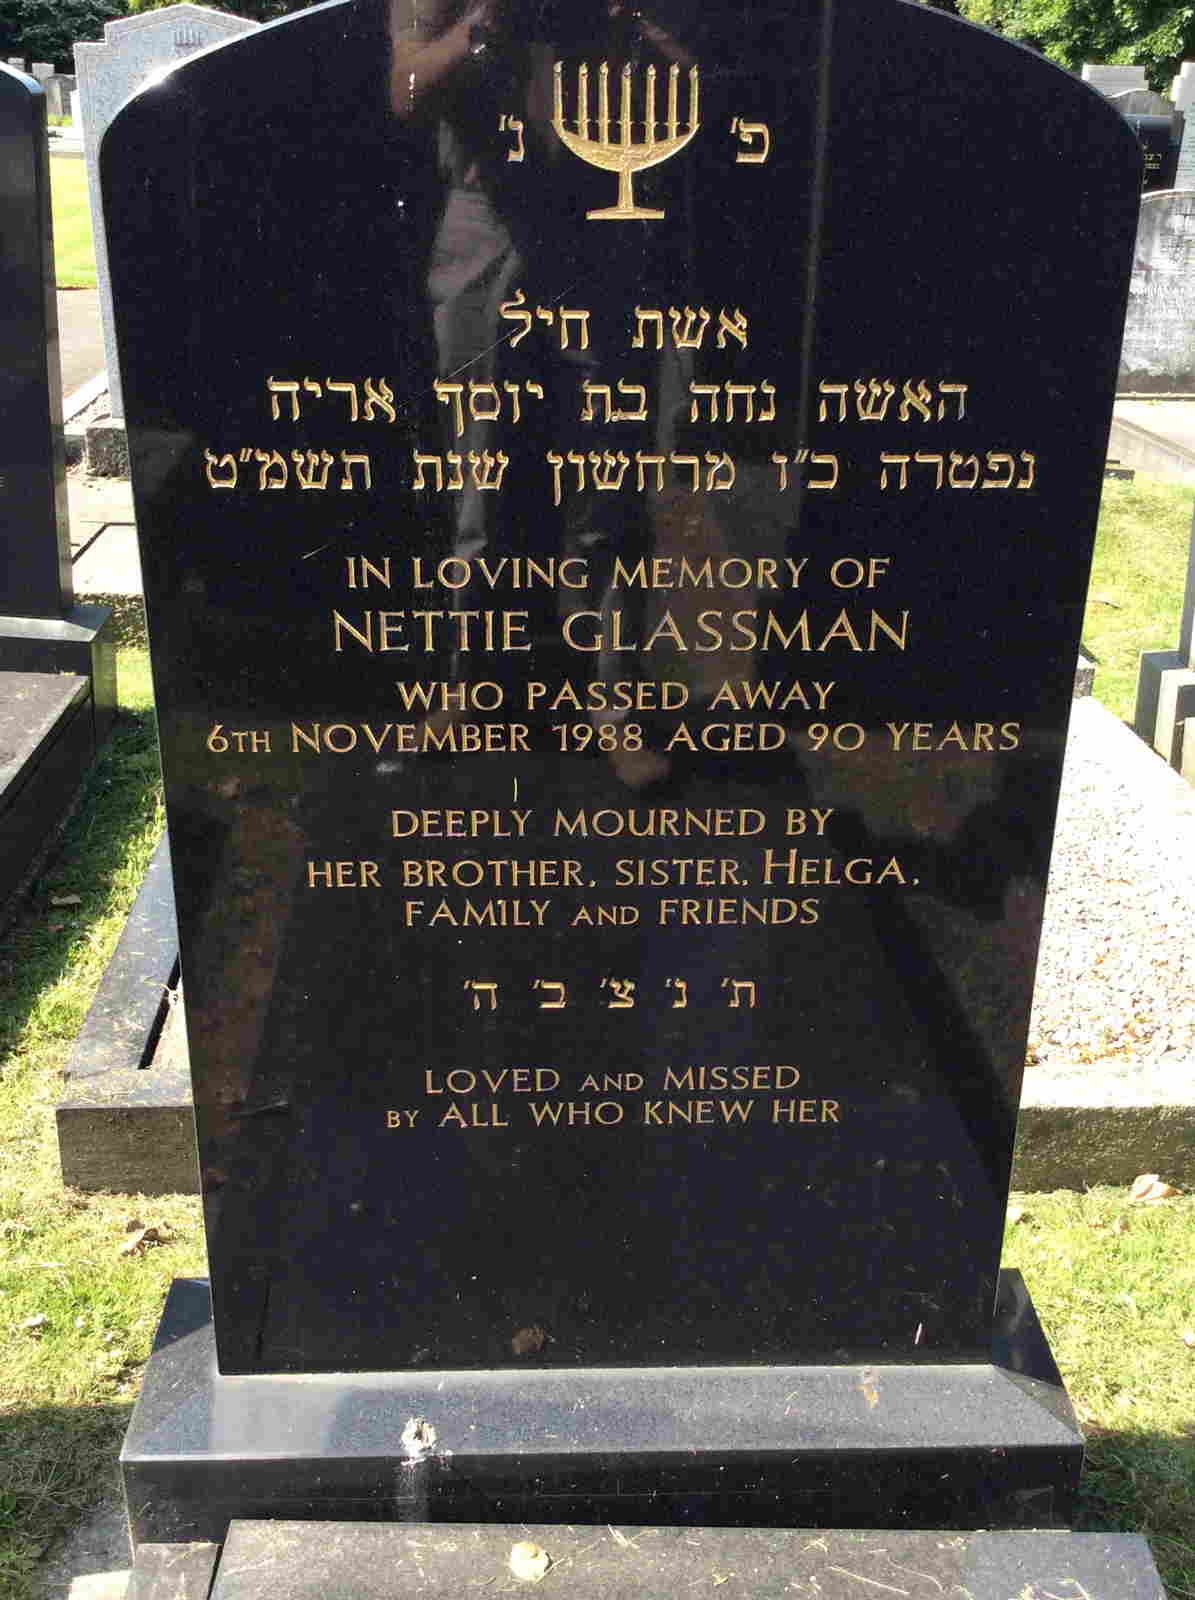 פ' נ'
אשת חיל
האשה נחה בת יוסף אריה
נפטרה כ"ו מרחשון שנת תשמ"ט
IN LOVING MEMORY OF
NETTIE GLASSMAN
WHO PASSED AWAY
6TH NOVEMBER 1988 AGED 90 YEARS
DEEPLY MOURNED BY
HER BROTHER, SISTER, HELGA,
FAMILY AND FRIENDS
ת' נ' צ' ב' ה'
LOVED AND MISSED
BY ALL WHO KNEW HER